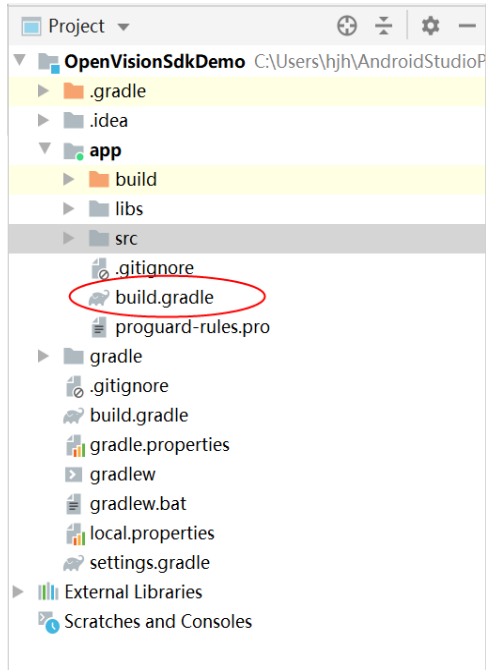 Project
OpenVisionSdkDemo C:\Users\hjh\AndroidStudioP
.gradle
.idea
app
build
libs
src
.gitignore
build.gradle
proguard-rules.pro
gradle
.gitignore
build.gradle
gradle.properties
gradlew
gradlew.bat
local.properties
settings.gradle
External Libraries
Scratches and Consoles